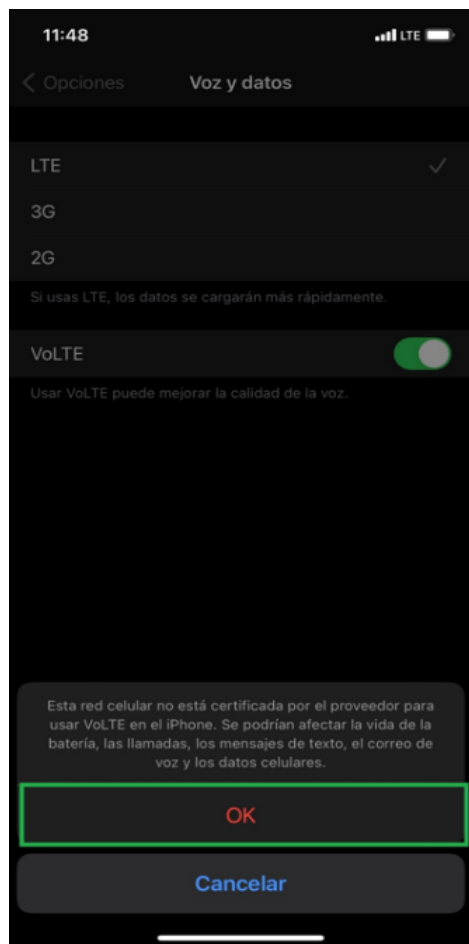 11:48
LTE
Opciones
Voz y datos
LTE
3G
2G
Si usas LTE, los datos se cargarán más rápidamente.
VoLTE
Usar VoLTE puede mejorar la calidad de la voz.
Esta red celular no está certificada por el proveedor para
usar VoLTE en el iPhone. Se podrían afectar la vida de la
batería, las llamadas, los mensajes de texto, el correo de
voz y los datos celulares.
OK
Cancelar